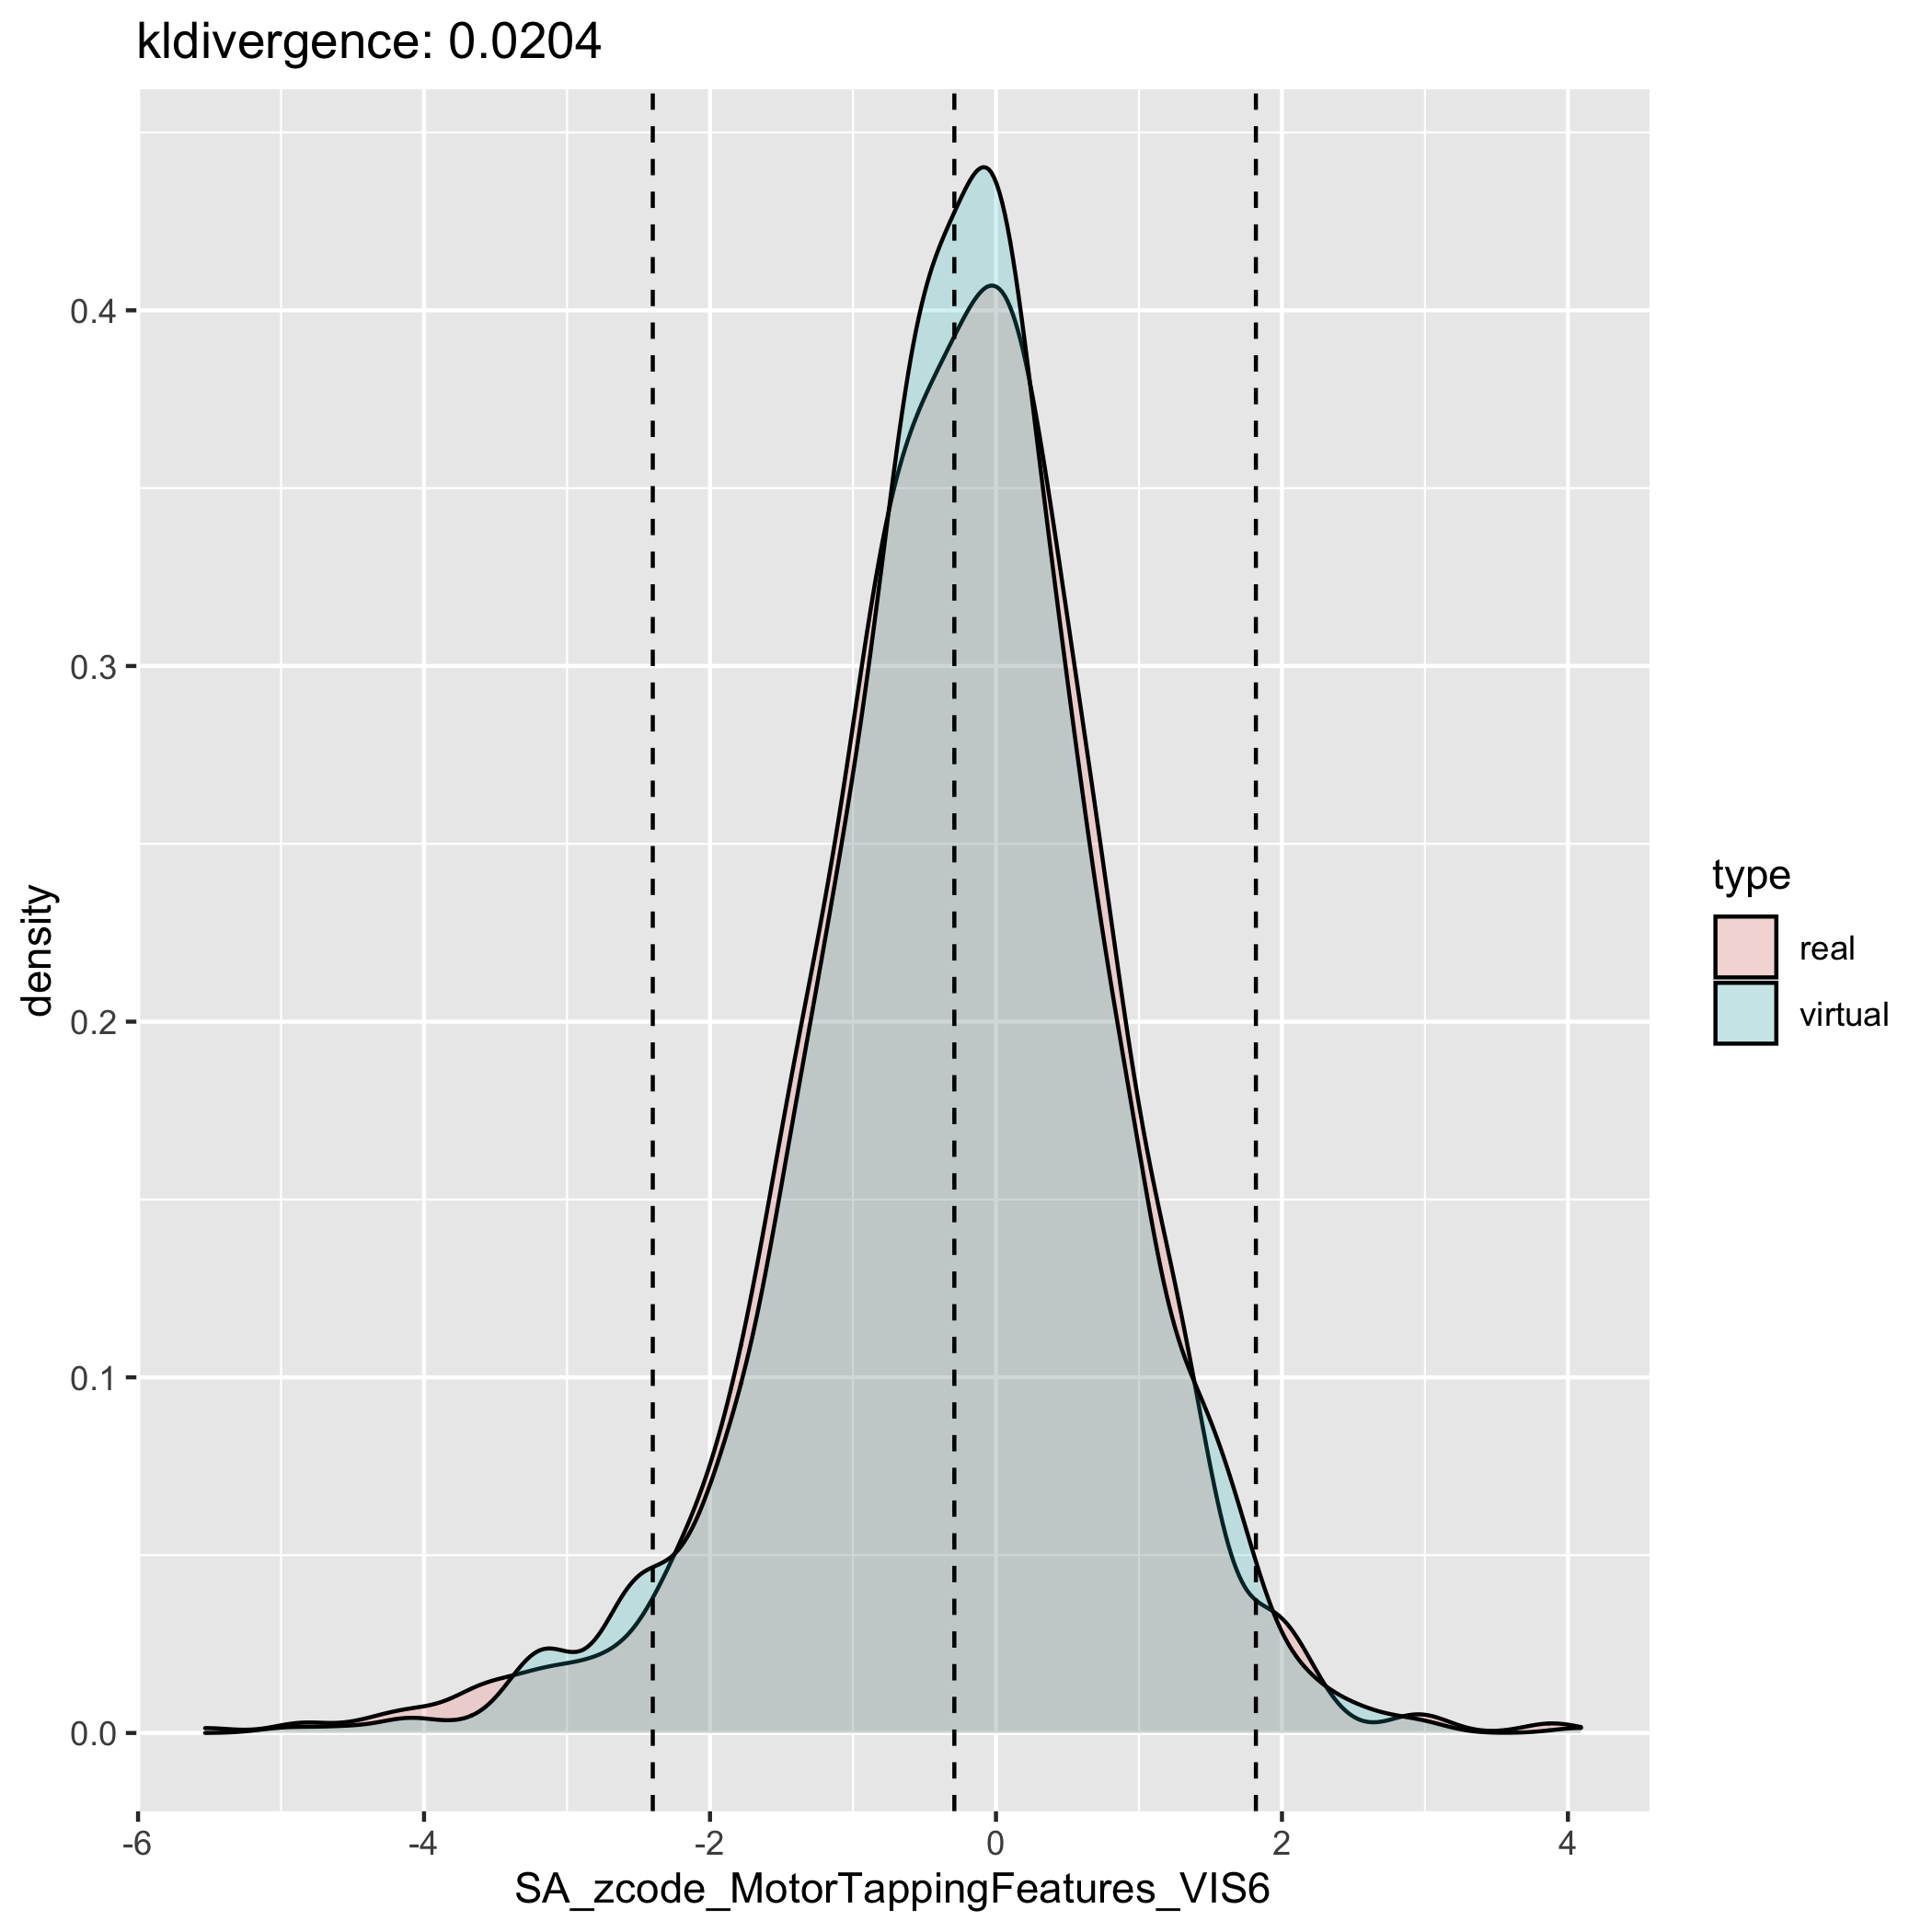 kldivergence: 0.0204
density
0.4
0.3
0.2
0.1
0.0
-6 -4 -2 0 2 4
SA_zcode_MotorTappingFeatures_VIS6
type
real
virtual